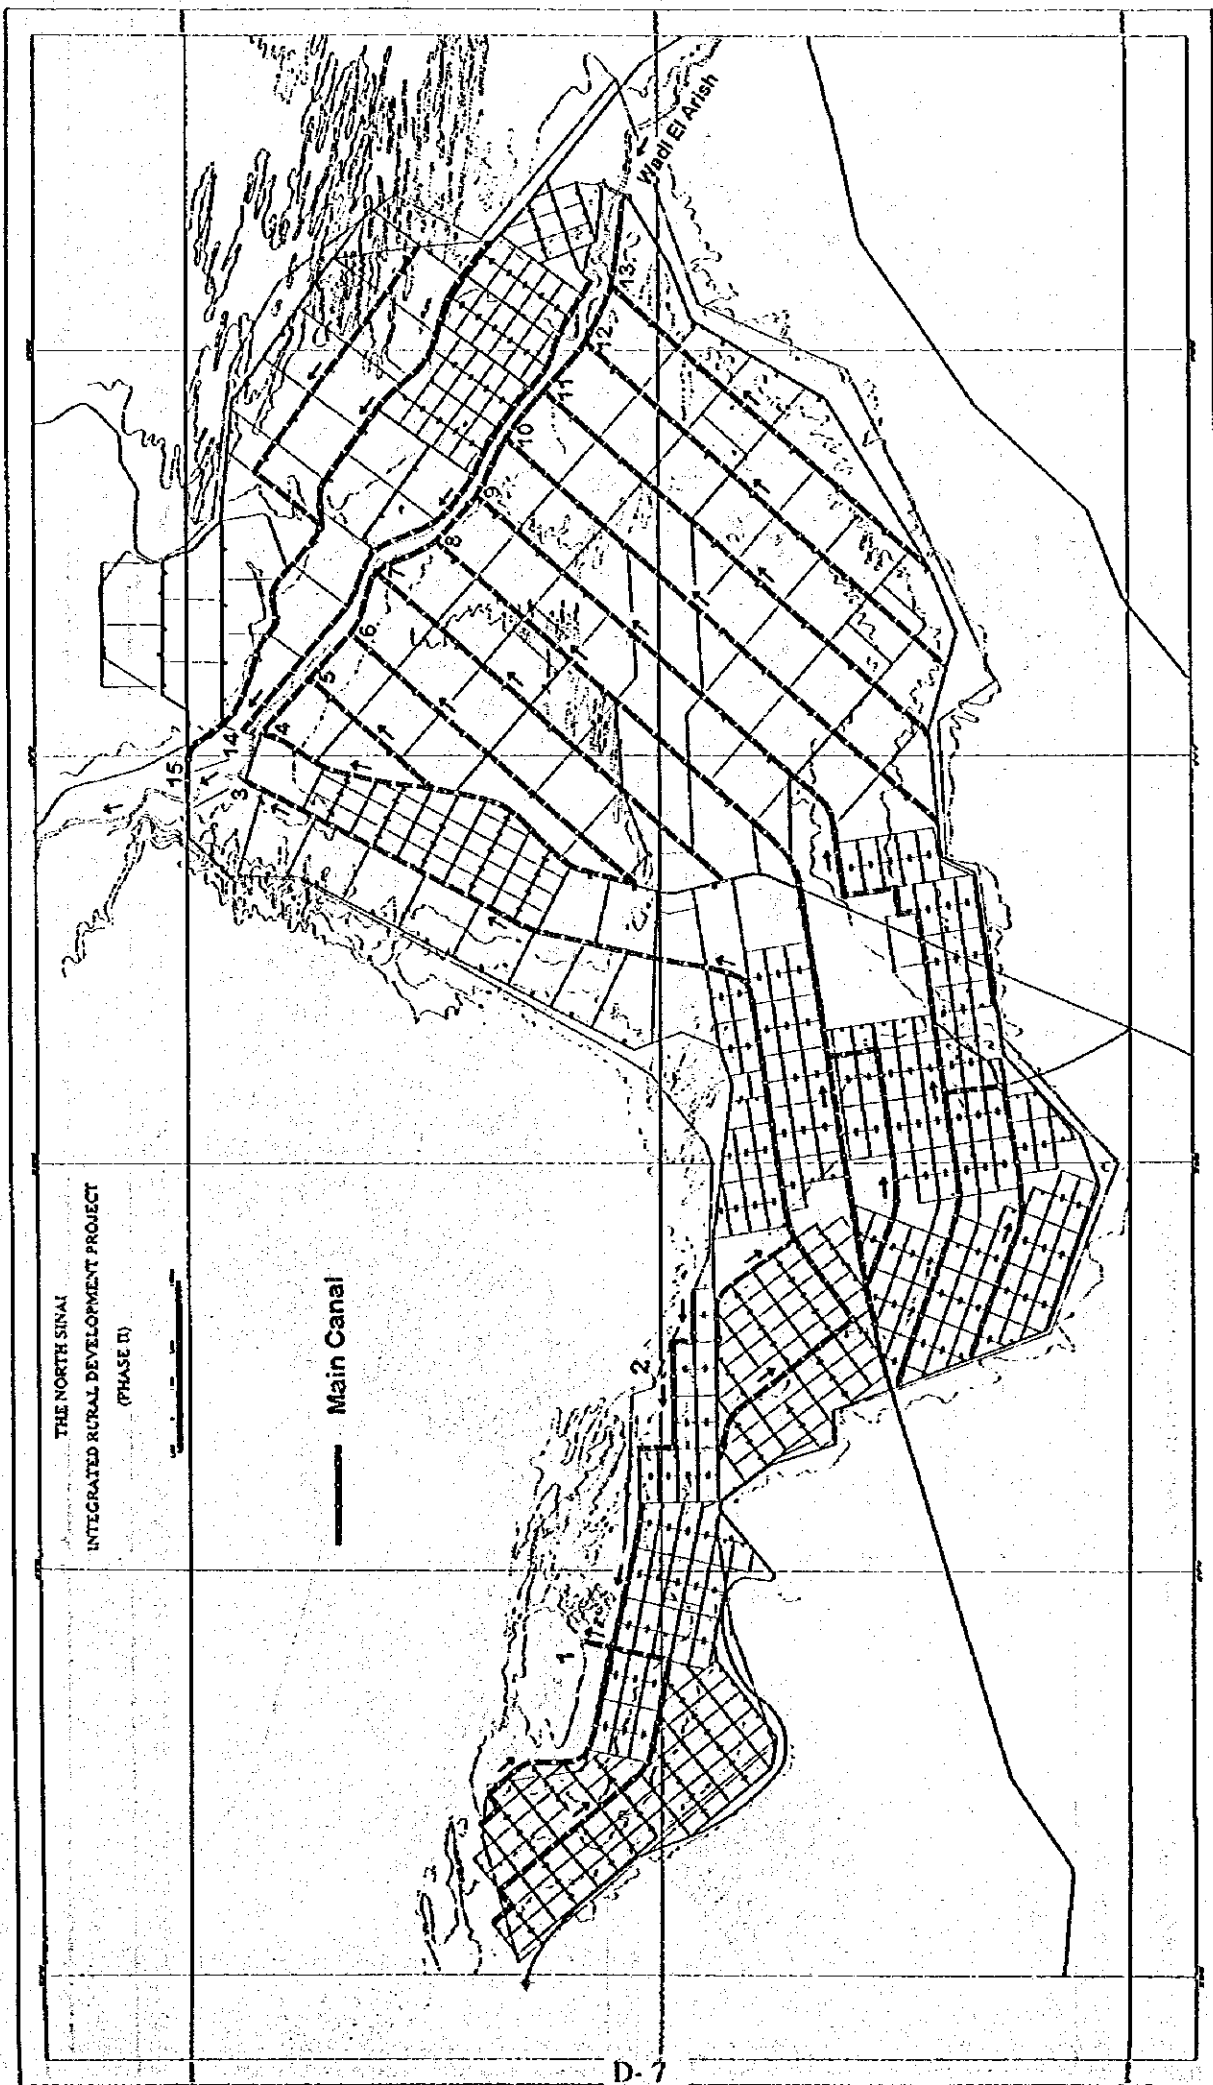 THE NORTH SINAI
INTEGRATED RURAL DEVELOPMENT PROJECT
(PHASE II)
Main Canal
Wadi El Arish
1
2
3
4
5
6
7
8
9
10
11
12
13
14
15
D-7